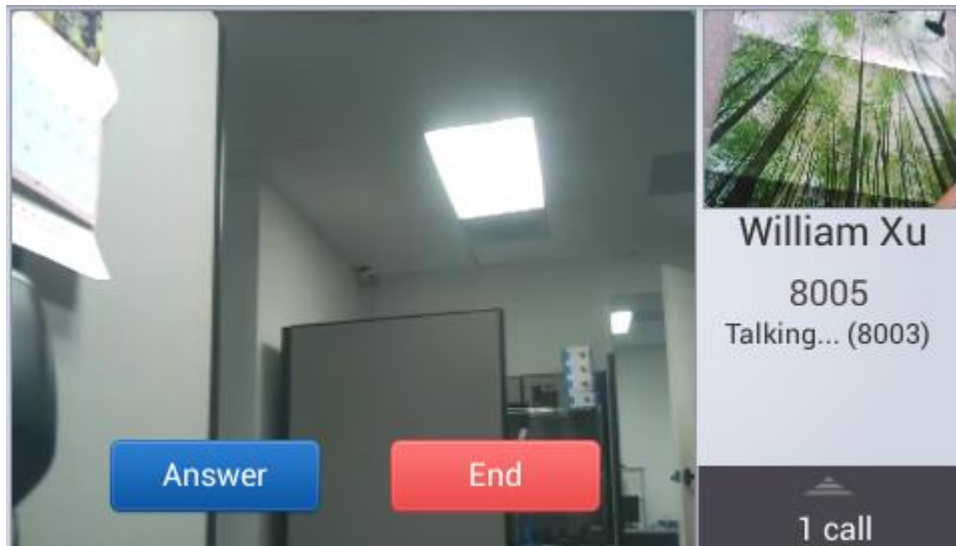 Answer
End
William Xu
8005
Talking... (8003)
1 call